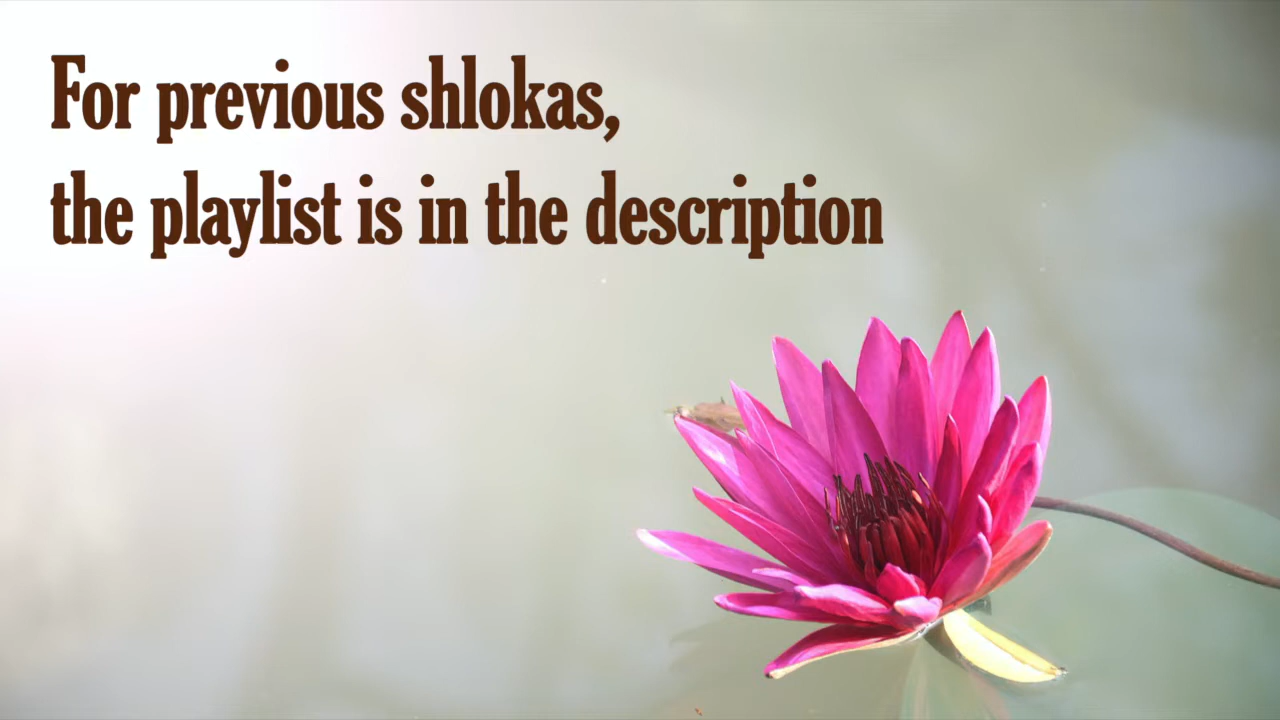 For previous shlokas,
the playlist is in the description